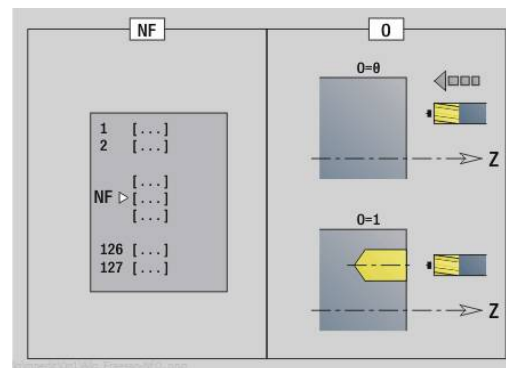 NF
1 [...]
2 [...]
[...]
NF [...]
[...]
126 [...]
127 [...]
O
O=0
Z
O=1
Z